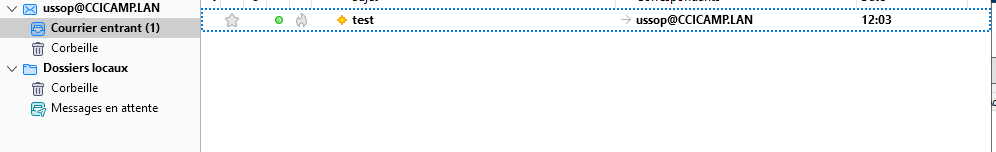 ussop@CCICAMP.LAN
Courrier entrant (1)
Corbeille
Dossiers locaux
Corbeille
Messages en attente
test ussop@CCICAMP.LAN 12:03